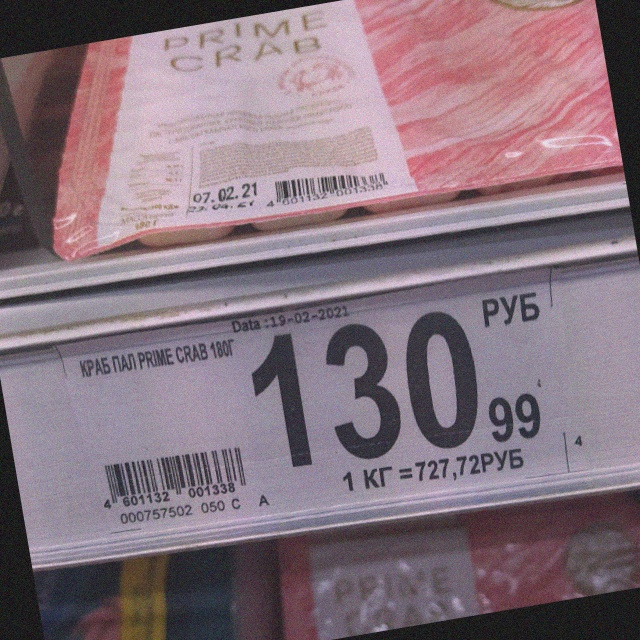 PRIME
CRAB
07.02.21
4 601132 001338
Data :19-02-2021
КРАБ ПАЛ PRIME CRAB 180Г
130
РУБ
99
1 КГ =727,72РУБ
4
4 601132 001338
000757502 050 C A
PRIME